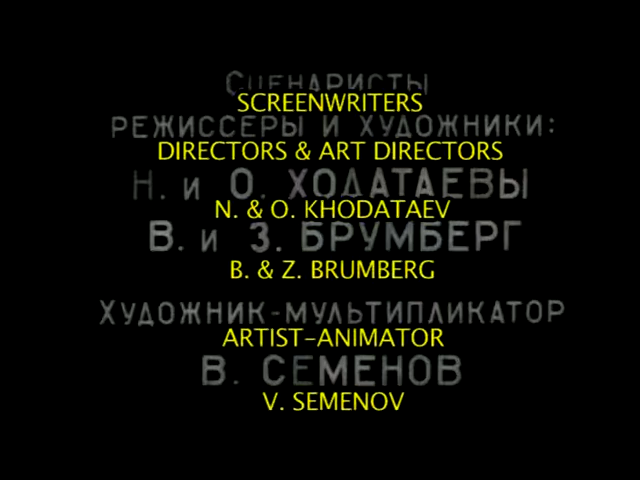 Сценаристы
SCREENWRITERS
РЕЖИССЕРЫ И ХУДОЖНИКИ:
DIRECTORS & ART DIRECTORS
Н. и О. ХОДАТАЕВЫ
N. & O. KHODATAEV
В. и З. БРУМБЕРГ
B. & Z. BRUMBERG
Художник-мультипликатор
ARTIST-ANIMATOR
В. СЕМЕНОВ
V. SEMENOV